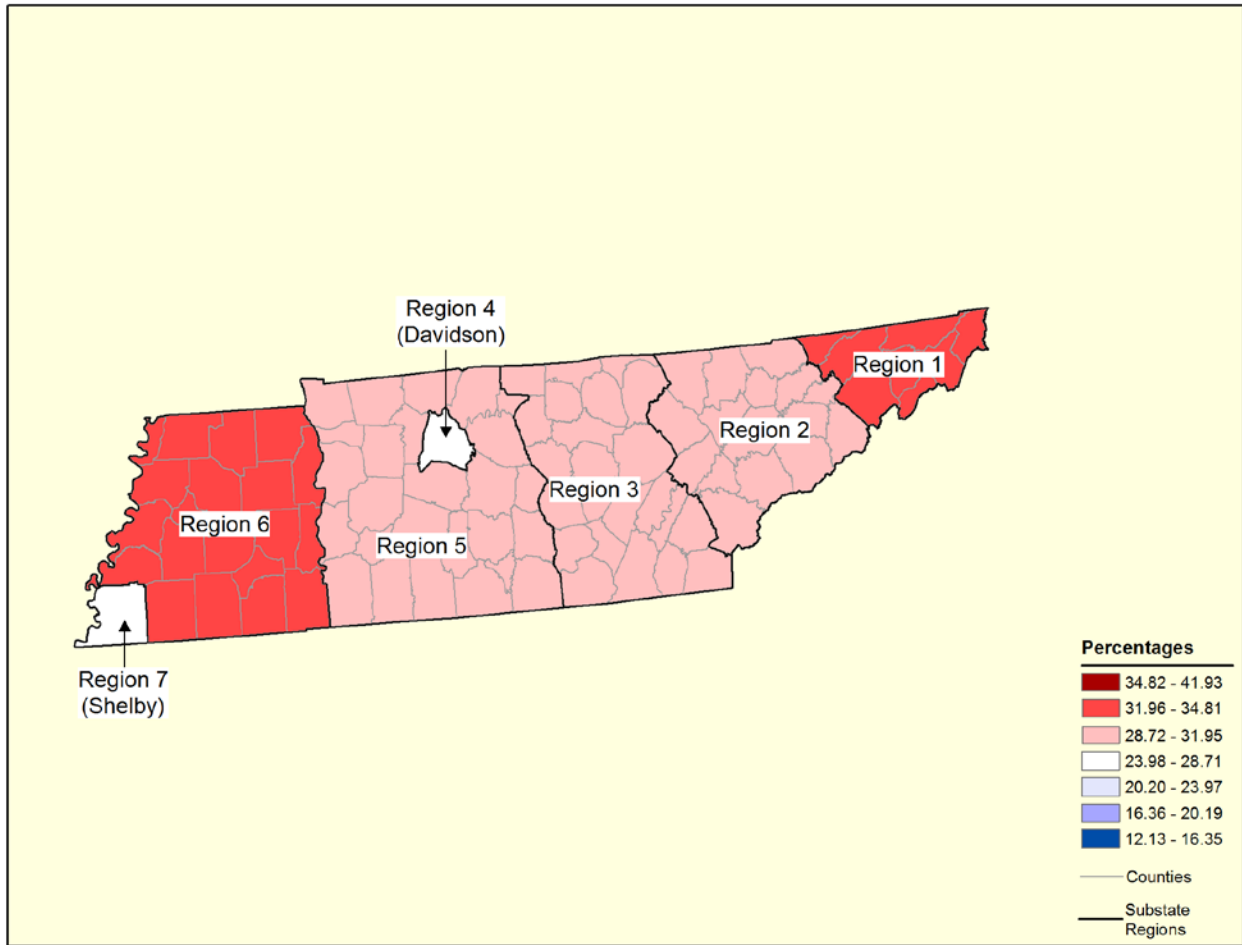 Region 4
(Davidson)
Region 1
Region 2
Region 3
Region 6
Region 5
Region 7
(Shelby)
Percentages
34.82 - 41.93
31.96 - 34.81
28.72 - 31.95
23.98 - 28.71
20.20 - 23.97
16.36 - 20.19
12.13 - 16.35
Counties
Substate
Regions